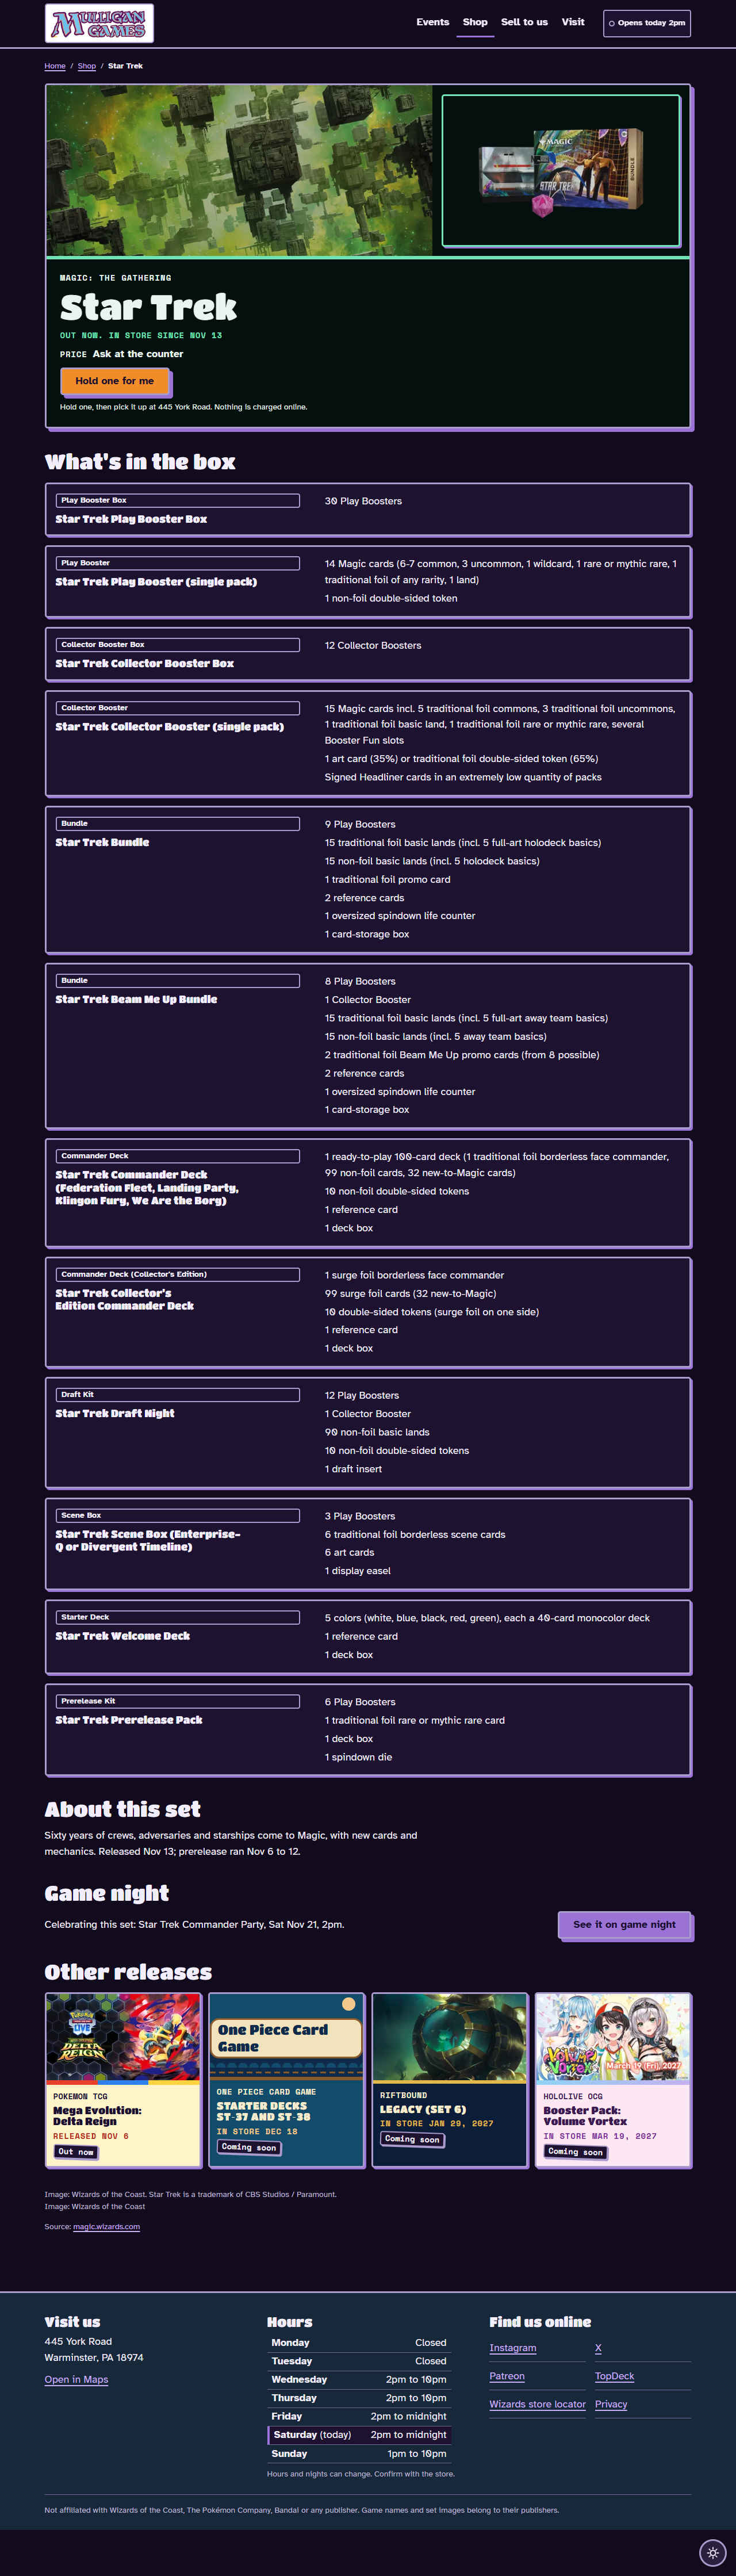 MULLIGAN GAMES
Events Shop Sell to us Visit Opens today 2pm
Home / Shop / Star Trek
MAGIC
STAR TREK
BUNDLE
MAGIC: THE GATHERING
Star Trek
OUT NOW. IN STORE SINCE NOV 13
PRICE Ask at the counter
Hold one for me
Hold one, then pick it up at 445 York Road. Nothing is charged online.
What's in the box
Play Booster Box
Star Trek Play Booster Box
30 Play Boosters
Play Booster
Star Trek Play Booster (single pack)
14 Magic cards (6-7 common, 3 uncommon, 1 wildcard, 1 rare or mythic rare, 1
traditional foil of any rarity, 1 land)
1 non-foil double-sided token
Collector Booster Box
Star Trek Collector Booster Box
12 Collector Boosters
Collector Booster
Star Trek Collector Booster (single pack)
15 Magic cards incl. 5 traditional foil commons, 3 traditional foil uncommons,
1 traditional foil basic land, 1 traditional foil rare or mythic rare, several
Booster Fun slots
1 art card (35%) or traditional foil double-sided token (65%)
Signed Headliner cards in an extremely low quantity of packs
Bundle
Star Trek Bundle
9 Play Boosters
15 traditional foil basic lands (incl. 5 full-art holodeck basics)
15 non-foil basic lands (incl. 5 holodeck basics)
1 traditional foil promo card
2 reference cards
1 oversized spindown life counter
1 card-storage box
Bundle
Star Trek Beam Me Up Bundle
8 Play Boosters
1 Collector Booster
15 traditional foil basic lands (incl. 5 full-art away team basics)
15 non-foil basic lands (incl. 5 away team basics)
2 traditional foil Beam Me Up promo cards (from 8 possible)
2 reference cards
1 oversized spindown life counter
1 card-storage box
Commander Deck
Star Trek Commander Deck
(Federation Fleet, Landing Party,
Klingon Fury, We Are the Borg)
1 ready-to-play 100-card deck (1 traditional foil borderless face commander,
99 non-foil cards, 32 new-to-Magic cards)
10 non-foil double-sided tokens
1 reference card
1 deck box
Commander Deck (Collector's Edition)
Star Trek Collector's
Edition Commander Deck
1 surge foil borderless face commander
99 surge foil cards (32 new-to-Magic)
10 double-sided tokens (surge foil on one side)
1 reference card
1 deck box
Draft Kit
Star Trek Draft Night
12 Play Boosters
1 Collector Booster
90 non-foil basic lands
10 non-foil double-sided tokens
1 draft insert
Scene Box
Star Trek Scene Box (Enterprise-
Q or Divergent Timeline)
3 Play Boosters
6 traditional foil borderless scene cards
6 art cards
1 display easel
Starter Deck
Star Trek Welcome Deck
5 colors (white, blue, black, red, green), each a 40-card monocolor deck
1 reference card
1 deck box
Prerelease Kit
Star Trek Prerelease Pack
6 Play Boosters
1 traditional foil rare or mythic rare card
1 deck box
1 spindown die
About this set
Sixty years of crews, adversaries and starships come to Magic, with new cards and
mechanics. Released Nov 13; prerelease ran Nov 6 to 12.
Game night
Celebrating this set: Star Trek Commander Party, Sat Nov 21, 2pm.
See it on game night
Other releases
POKÉMON
LIVE
DELTA
REIGN
POKEMON TCG
Mega Evolution:
Delta Reign
RELEASED NOV 6
Out now
One Piece Card
Game
ONE PIECE CARD GAME
STARTER DECKS
ST-37 AND ST-38
IN STORE DEC 18
Coming soon
RIFTBOUND
LEGACY (SET 6)
IN STORE JAN 29, 2027
Coming soon
Volume
Vortex
March 19 (Fri), 2027
HOLOLIVE OCG
Booster Pack:
Volume Vortex
IN STORE MAR 19, 2027
Coming soon
Image: Wizards of the Coast. Star Trek is a trademark of CBS Studios / Paramount.
Image: Wizards of the Coast
Source: magic.wizards.com
Visit us
445 York Road
Warminster, PA 18974
Open in Maps
Hours
Monday Closed
Tuesday Closed
Wednesday 2pm to 10pm
Thursday 2pm to 10pm
Friday 2pm to midnight
Saturday (today) 2pm to midnight
Sunday 1pm to 10pm
Hours and nights can change. Confirm with the store.
Find us online
Instagram X
Patreon TopDeck
Wizards store locator Privacy
Not affiliated with Wizards of the Coast, The Pokémon Company, Bandai or any publisher. Game names and set images belong to their publishers.